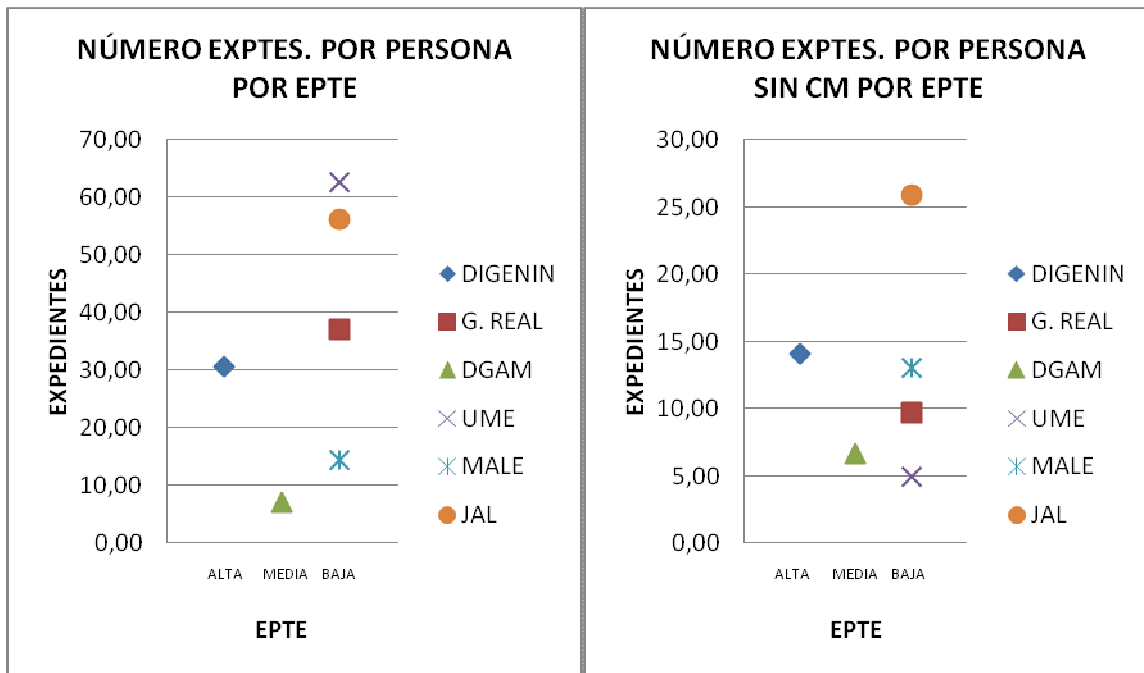 NÚMERO EXPTES. POR PERSONA
POR EPTE
70,00
60,00
50,00
40,00
30,00
20,00
10,00
0,00
EXPEDIENTES
ALTA MEDIA BAJA
EPTE
DIGENIN
G. REAL
DGAM
UME
MALE
JAL
NÚMERO EXPTES. POR PERSONA
SIN CM POR EPTE
30,00
25,00
20,00
15,00
10,00
5,00
0,00
EXPEDIENTES
ALTA MEDIA BAJA
EPTE
DIGENIN
G. REAL
DGAM
UME
MALE
JAL